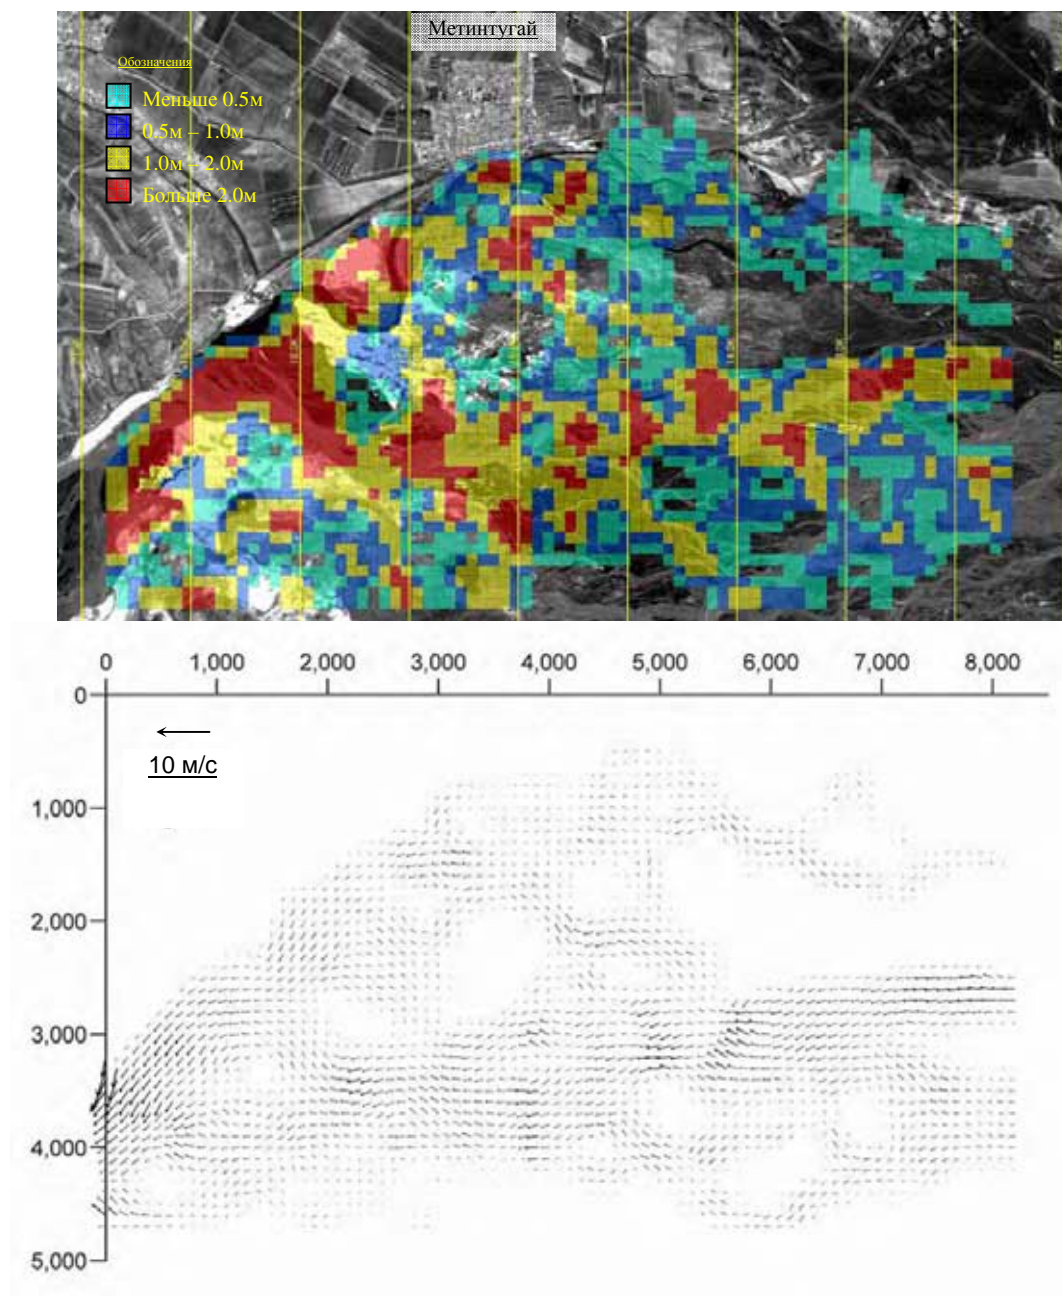 Метинтугай
Обозначения
Меньше 0.5м
0.5м – 1.0м
1.0м – 2.0м
Больше 2.0м
0 1,000 2,000 3,000 4,000 5,000 6,000 7,000 8,000
0
10 м/с
1,000
2,000
3,000
4,000
5,000